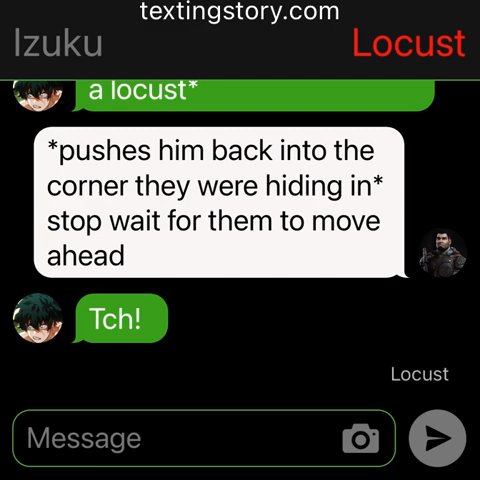 textingstory.com
Izuku Locust
a locust*
*pushes him back into the
corner they were hiding in*
stop wait for them to move
ahead
Tch!
Locust
Message